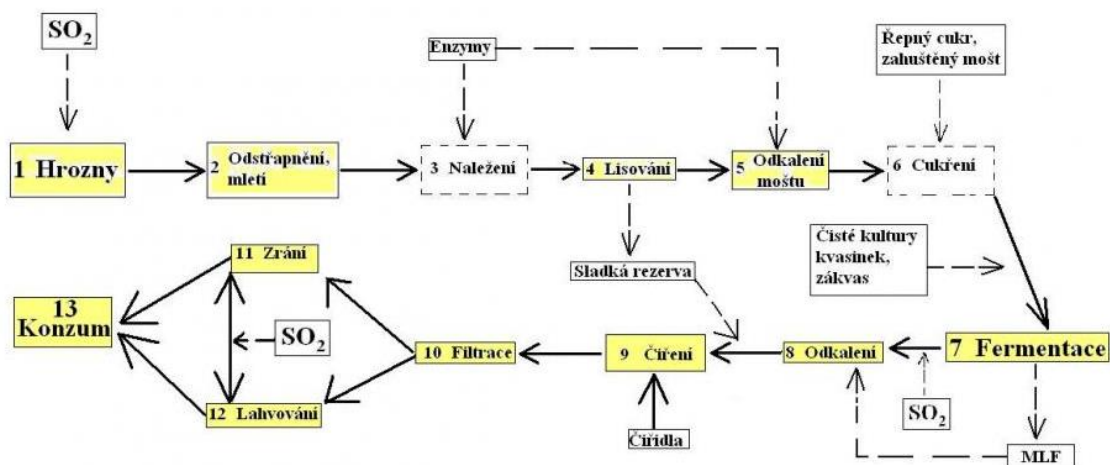 SO₂
Enzymy
Řepný cukr,
zahuštěný mošt
1 Hrozny
2 Odstřapnění,
mletí
3 Naležení
4 Lisování
5 Odkalení
moštu
6 Cukření
Čisté kultury
kvasinek,
zákvas
Sladká rezerva
11 Zrání
13
Konzum
SO₂
10 Filtrace
9 Čiření
8 Odkalení
7 Fermentace
12 Lahvování
SO₂
Čiřidla
MLF